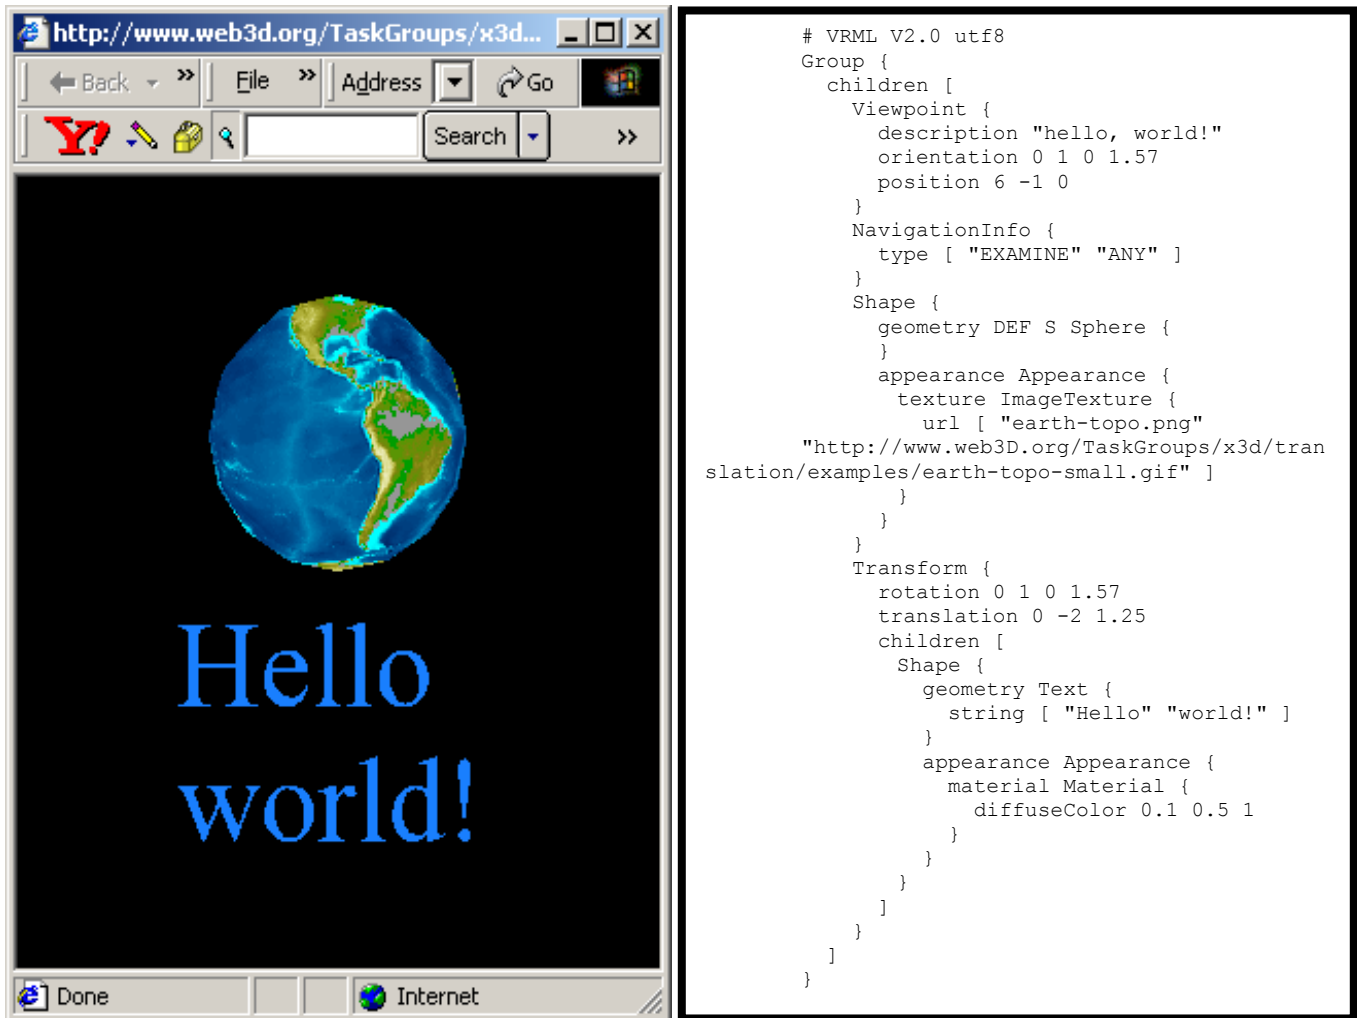 http://www.web3d.org/TaskGroups/x3d...
Back » File » Address Go
Y! Search »
Hello
world!
Done Internet
# VRML V2.0 utf8
Group {
children [
Viewpoint {
description "hello, world!"
orientation 0 1 0 1.57
position 6 -1 0
}
NavigationInfo {
type [ "EXAMINE" "ANY" ]
}
Shape {
geometry DEF S Sphere {
}
appearance Appearance {
texture ImageTexture {
url [ "earth-topo.png"
"http://www.web3D.org/TaskGroups/x3d/tran
slation/examples/earth-topo-small.gif" ]
}
}
}
Transform {
rotation 0 1 0 1.57
translation 0 -2 1.25
children [
Shape {
geometry Text {
string [ "Hello" "world!" ]
}
appearance Appearance {
material Material {
diffuseColor 0.1 0.5 1
}
}
}
]
}
]
}